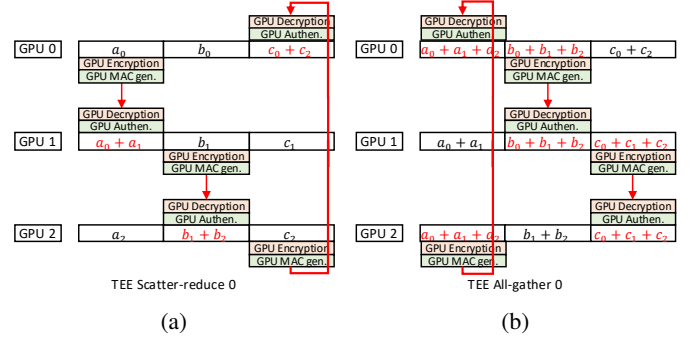 GPU Decryption
GPU Authen.
GPU 0 a₀ b₀ c₀ + c₂
GPU Encryption
GPU MAC gen.
GPU Decryption
GPU Authen.
GPU 1 a₀ + a₁ b₁ c₁
GPU Encryption
GPU MAC gen.
GPU Decryption
GPU Authen.
GPU 2 a₂ b₁ + b₂ c₂
GPU Encryption
GPU MAC gen.
TEE Scatter-reduce 0
(a)
GPU Decryption
GPU Authen.
GPU 0 a₀ + a₁ + a₂ b₀ + b₁ + b₂ c₀ + c₂
GPU Encryption
GPU MAC gen.
GPU Decryption
GPU Authen.
GPU 1 a₀ + a₁ b₀ + b₁ + b₂ c₀ + c₁ + c₂
GPU Encryption
GPU MAC gen.
GPU Decryption
GPU Authen.
GPU 2 a₀ + a₁ + a₂ b₁ + b₂ c₀ + c₁ + c₂
GPU Encryption
GPU MAC gen.
TEE All-gather 0
(b)